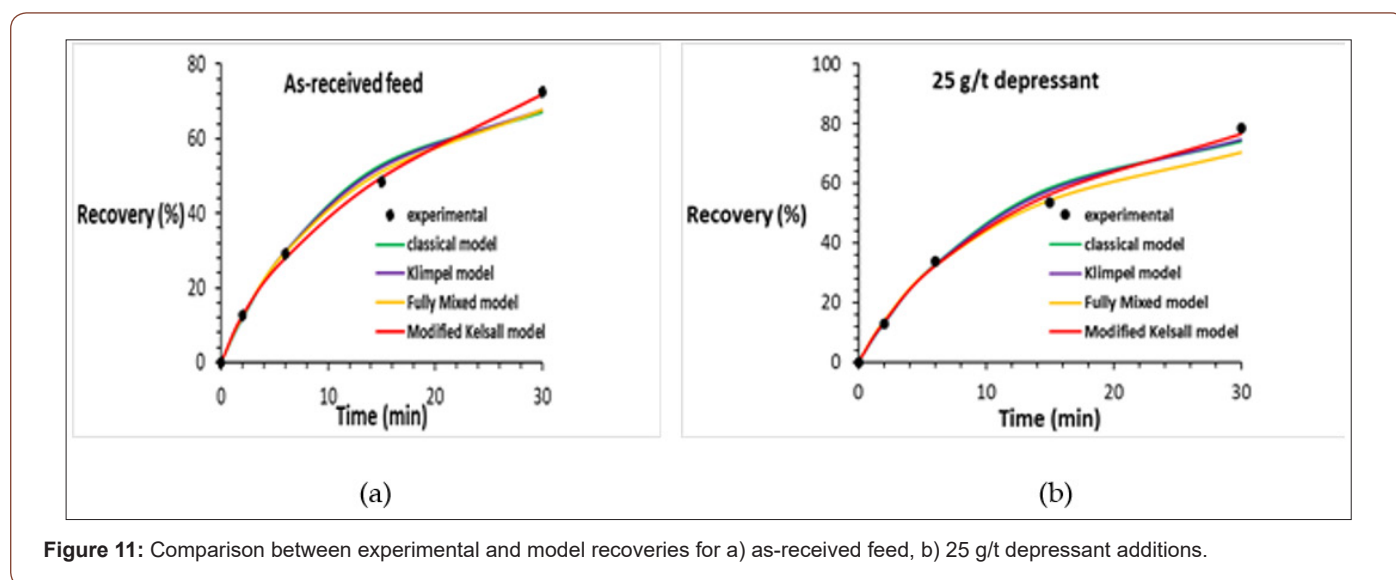 As-received feed
80
60
40
20
0
Recovery (%)
experimental
classical model
Klimpel model
Fully Mixed model
Modified Kelsall model
0 10 20 30
Time (min)
(a)
25 g/t depressant
100
80
60
40
20
0
Recovery (%)
experimental
classical model
Klimpel model
Fully Mixed model
Modified Kelsall model
0 10 20 30
Time (min)
(b)
Figure 11: Comparison between experimental and model recoveries for a) as-received feed, b) 25 g/t depressant additions.